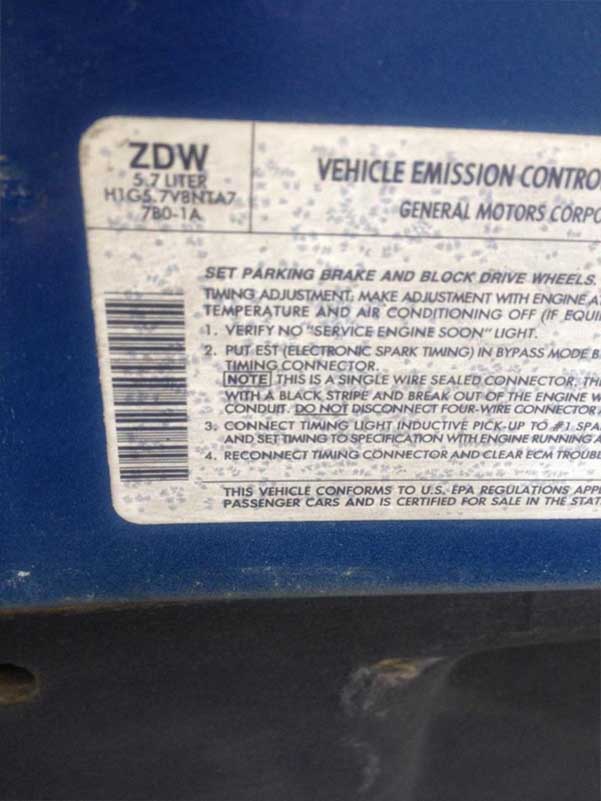 ZDW
5.7 LITER
H1G5.7V8NTA7
7B0-1A
VEHICLE EMISSION CONTRO
GENERAL MOTORS CORPO
SET PARKING BRAKE AND BLOCK DRIVE WHEELS.
TIMING ADJUSTMENT: MAKE ADJUSTMENT WITH ENGINE A
TEMPERATURE AND AIR CONDITIONING OFF (IF EQUI
1. VERIFY NO "SERVICE ENGINE SOON" LIGHT.
2. PUT EST (ELECTRONIC SPARK TIMING) IN BYPASS MODE B
TIMING CONNECTOR.
NOTE THIS IS A SINGLE WIRE SEALED CONNECTOR, THE
WITH A BLACK STRIPE AND BREAK OUT OF THE ENGINE W
CONDUIT. DO NOT DISCONNECT FOUR-WIRE CONNECTOR
3. CONNECT TIMING LIGHT INDUCTIVE PICK-UP TO #1 SPA
AND SET TIMING TO SPECIFICATION WITH ENGINE RUNNING A
4. RECONNECT TIMING CONNECTOR AND CLEAR ECM TROUBL
THIS VEHICLE CONFORMS TO U.S. EPA REGULATIONS APPL
PASSENGER CARS AND IS CERTIFIED FOR SALE IN THE STAT